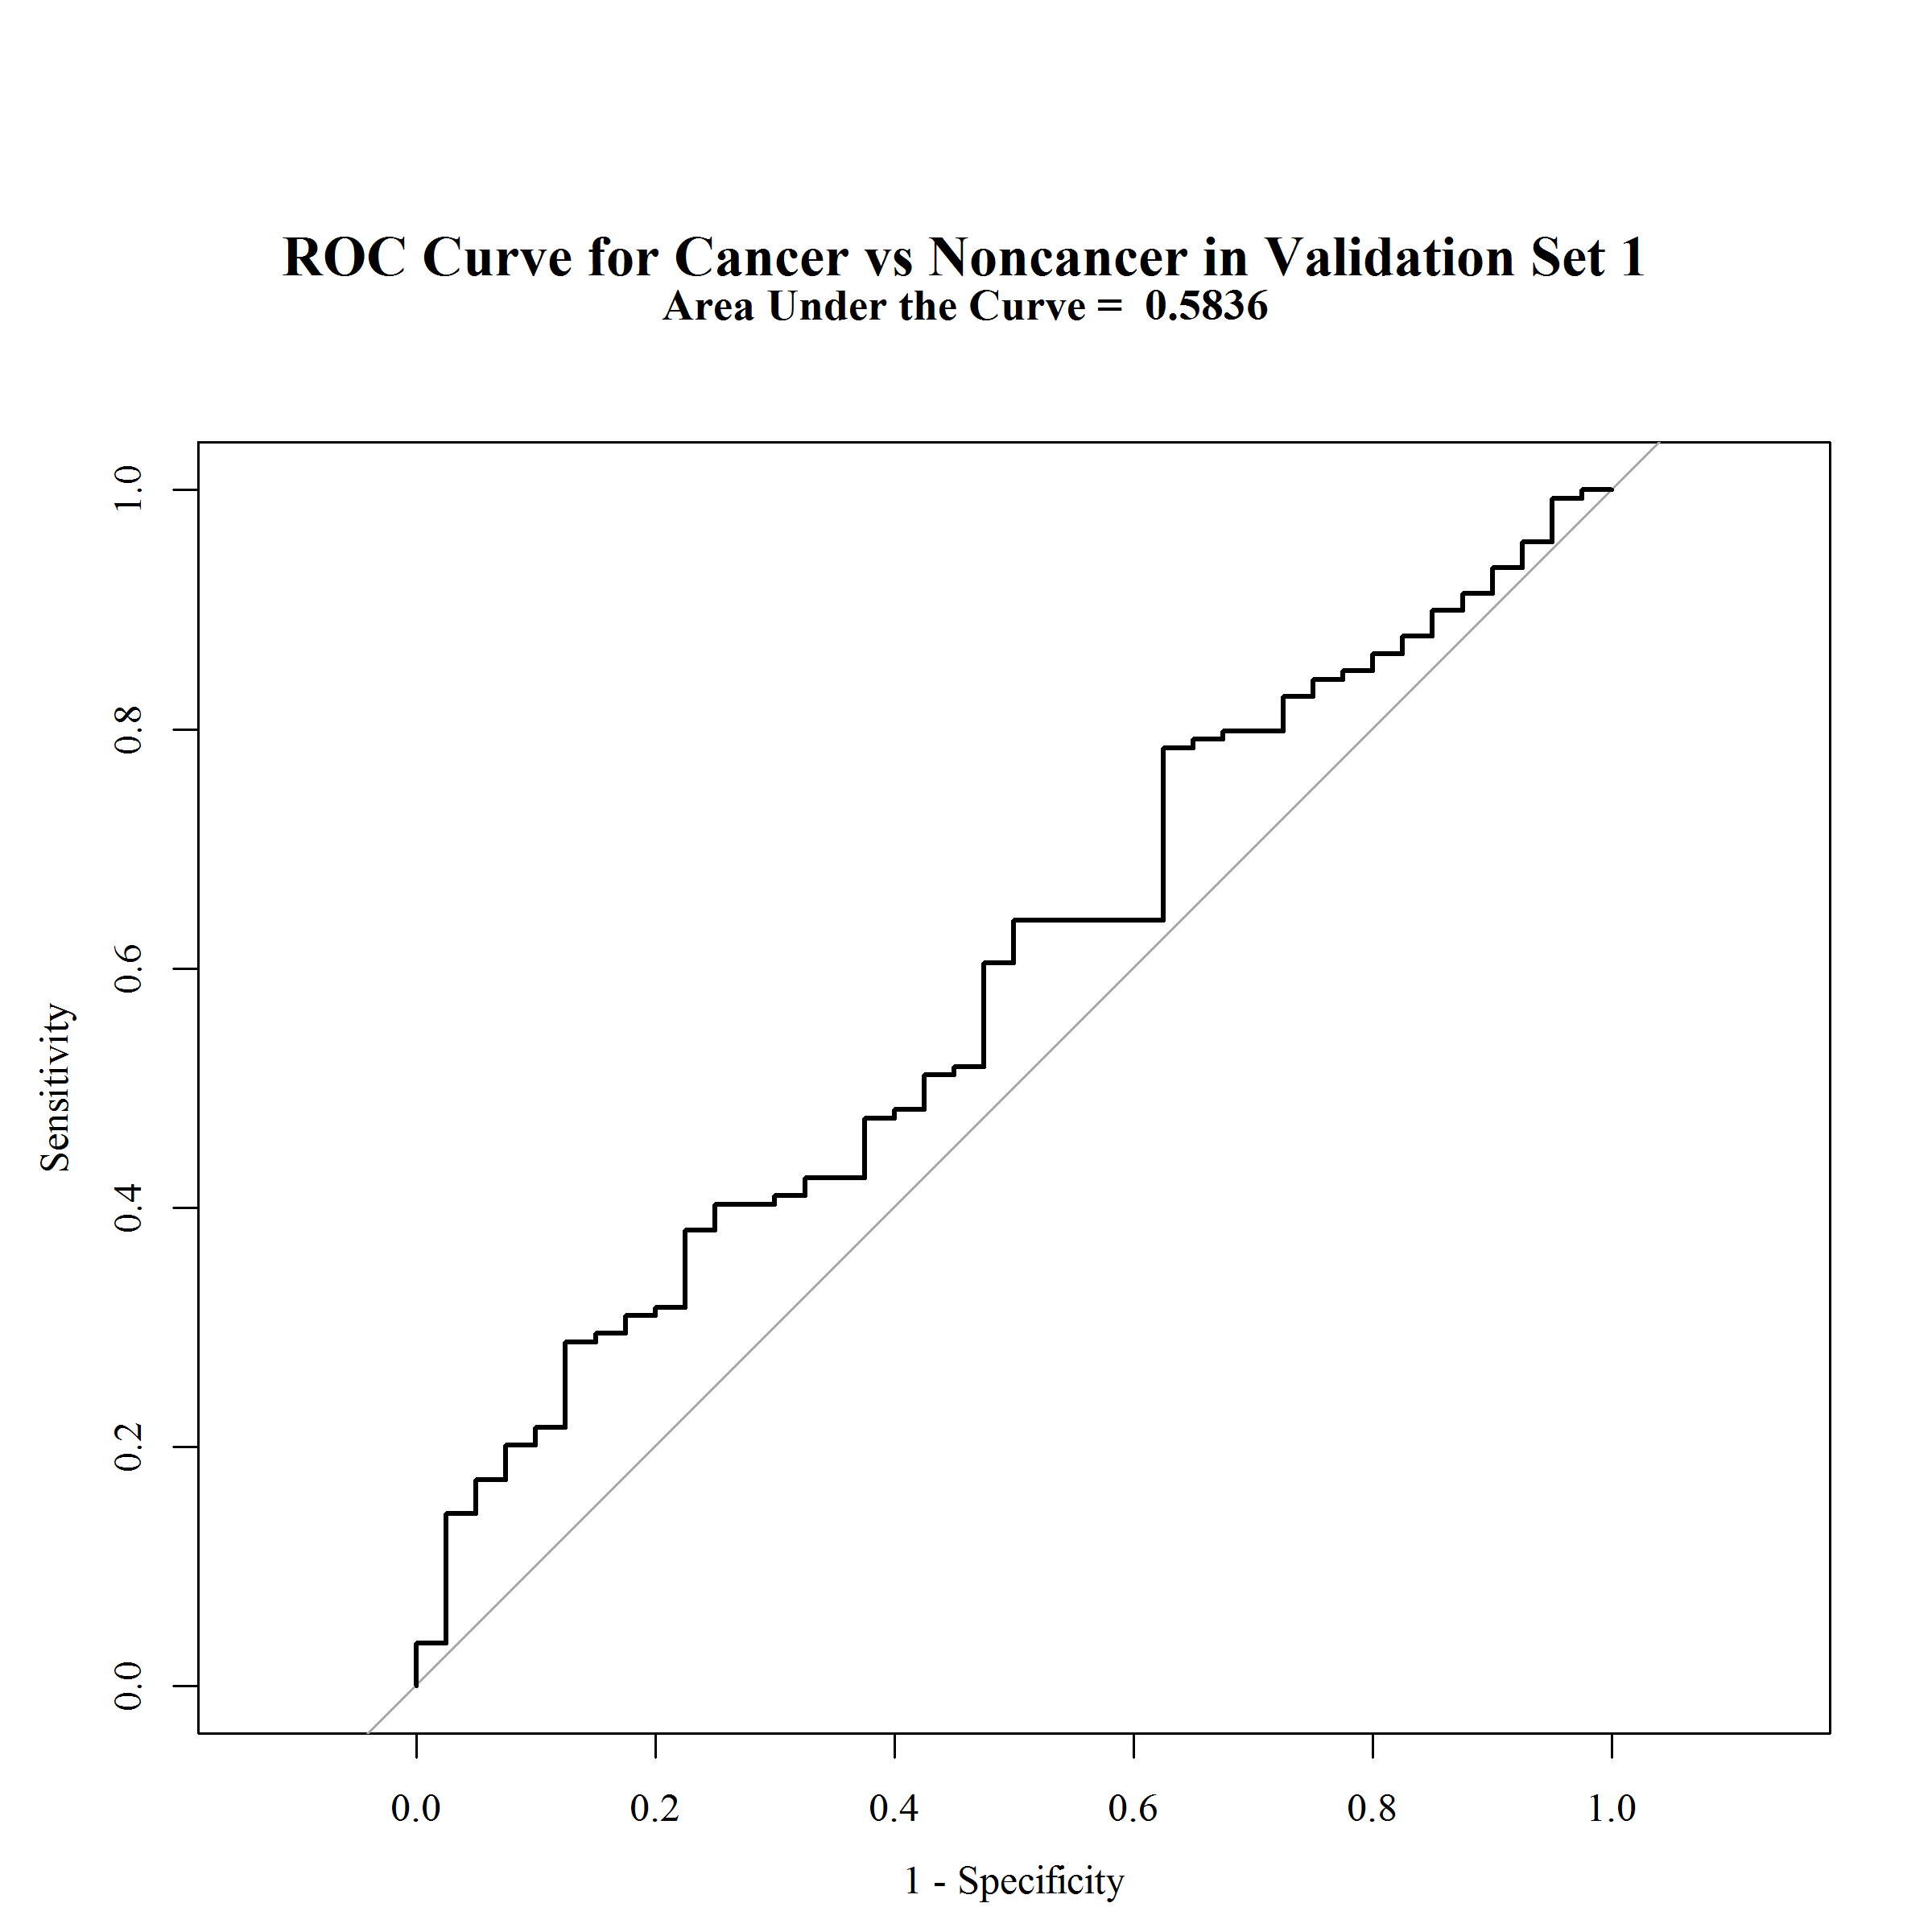 ROC Curve for Cancer vs Noncancer in Validation Set 1
Area Under the Curve = 0.5836
1.0
0.8
0.6
0.4
0.2
0.0
Sensitivity
0.0 0.2 0.4 0.6 0.8 1.0
1 - Specificity